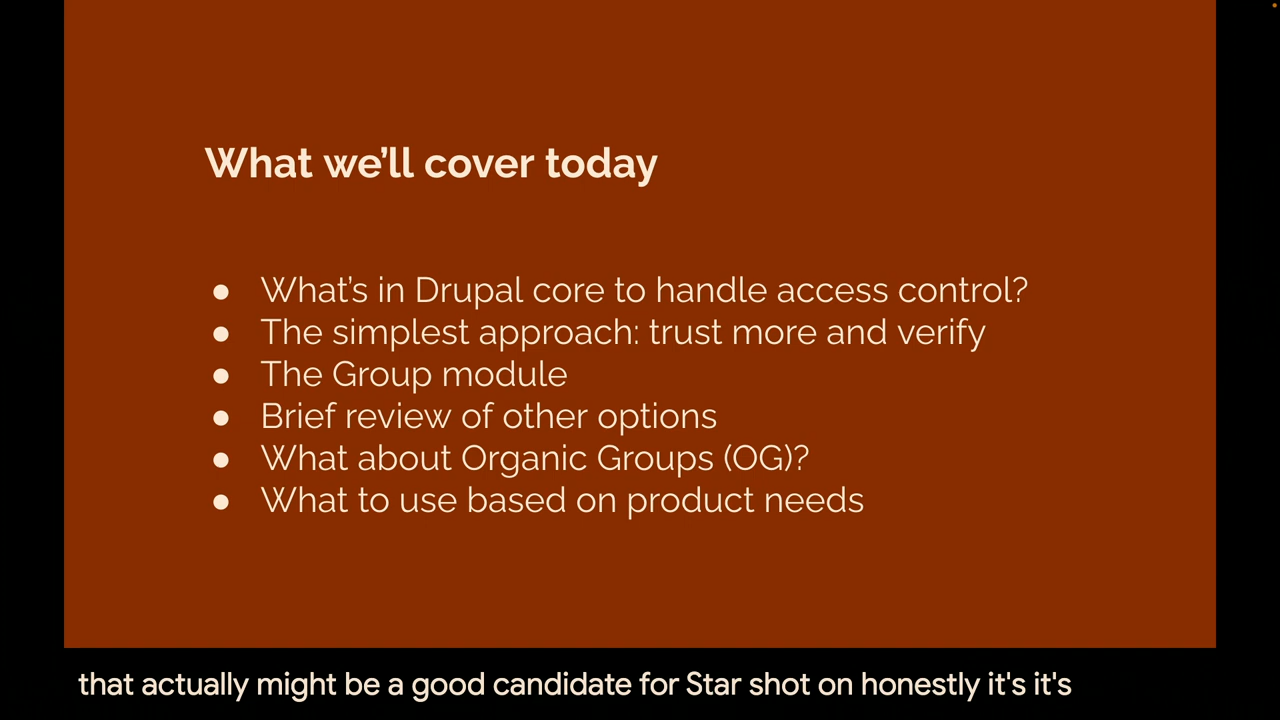 What we’ll cover today
● What’s in Drupal core to handle access control?
● The simplest approach: trust more and verify
● The Group module
● Brief review of other options
● What about Organic Groups (OG)?
● What to use based on product needs
that actually might be a good candidate for Star shot on honestly it's it's